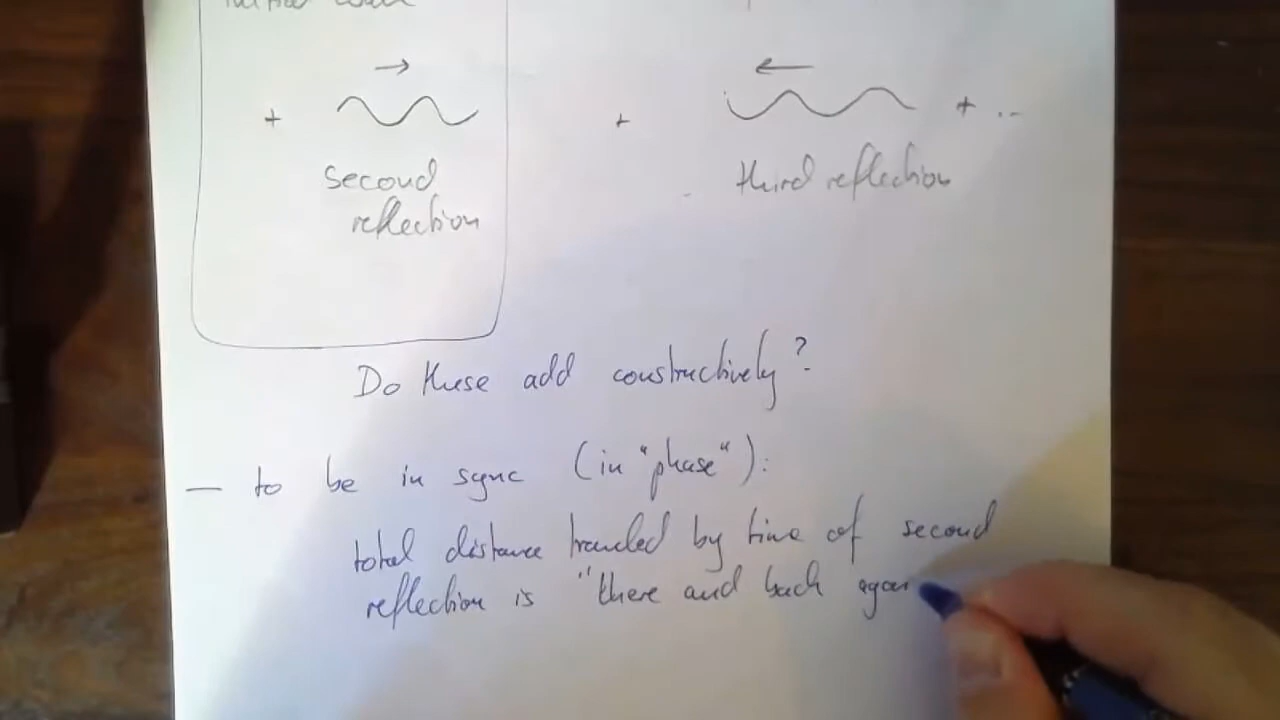 + → + ← + ..
second third reflection
reflection
Do these add constructively?
— to be in sync (in "phase"):
total distance traveled by time of second
reflection is "there and back again